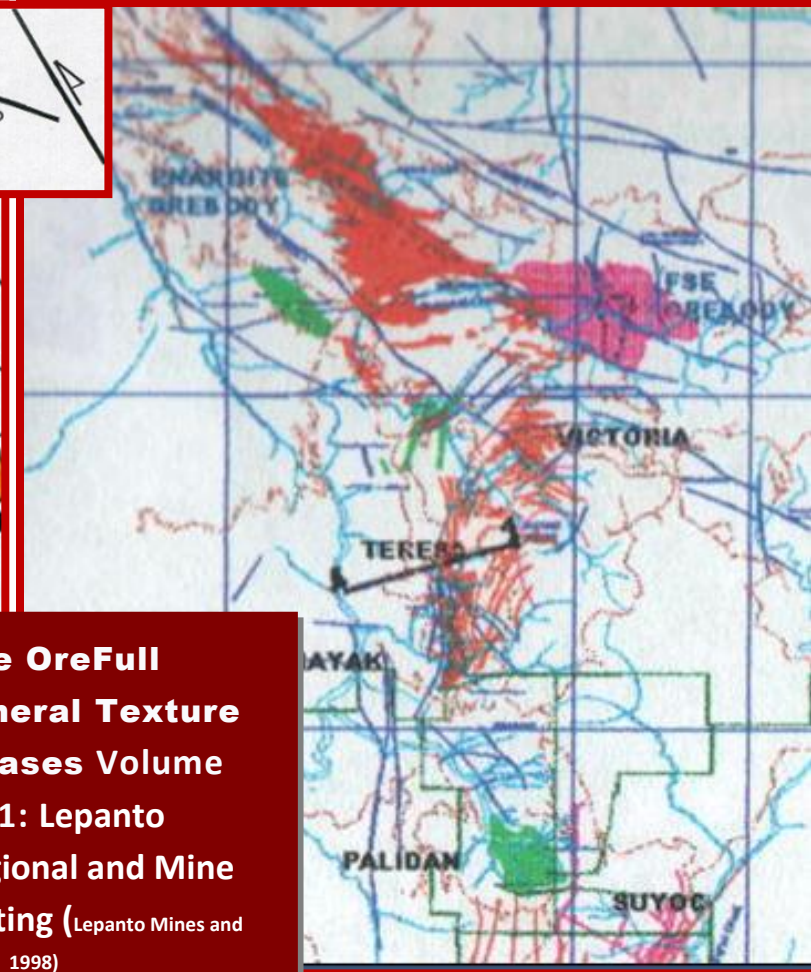 ENARGITE
OREBODY
FSE
OREBODY
VICTORIA
TERESA
AYAK
PALIDAN
SUYOC
e OreFull
neral Texture
ases Volume
1: Lepanto
gional and Mine
ting (Lepanto Mines and
1998)